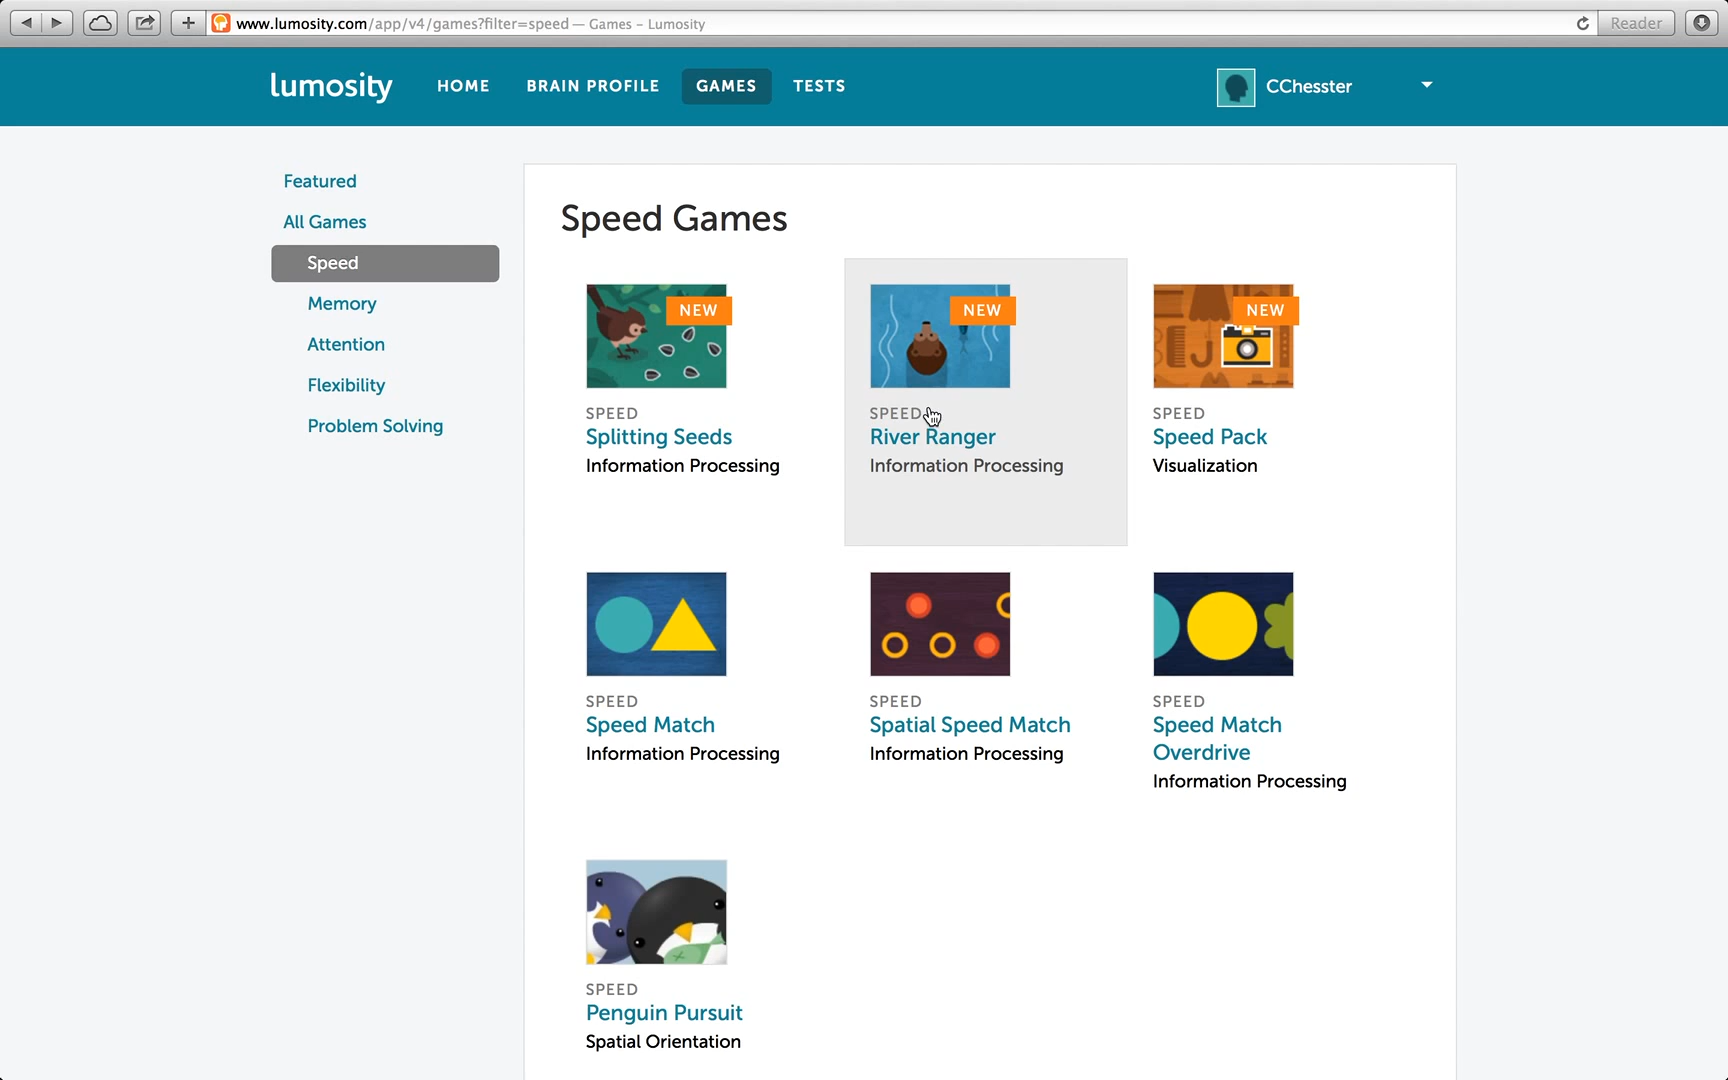 www.lumosity.com/app/v4/games?filter=speed — Games – Lumosity
Reader
lumosity HOME BRAIN PROFILE GAMES TESTS CChesster
Featured
All Games
Speed
Memory
Attention
Flexibility
Problem Solving
Speed Games
NEW
NEW
NEW
SPEED
Splitting Seeds
Information Processing
SPEED
River Ranger
Information Processing
SPEED
Speed Pack
Visualization
SPEED
Speed Match
Information Processing
SPEED
Spatial Speed Match
Information Processing
SPEED
Speed Match
Overdrive
Information Processing
SPEED
Penguin Pursuit
Spatial Orientation